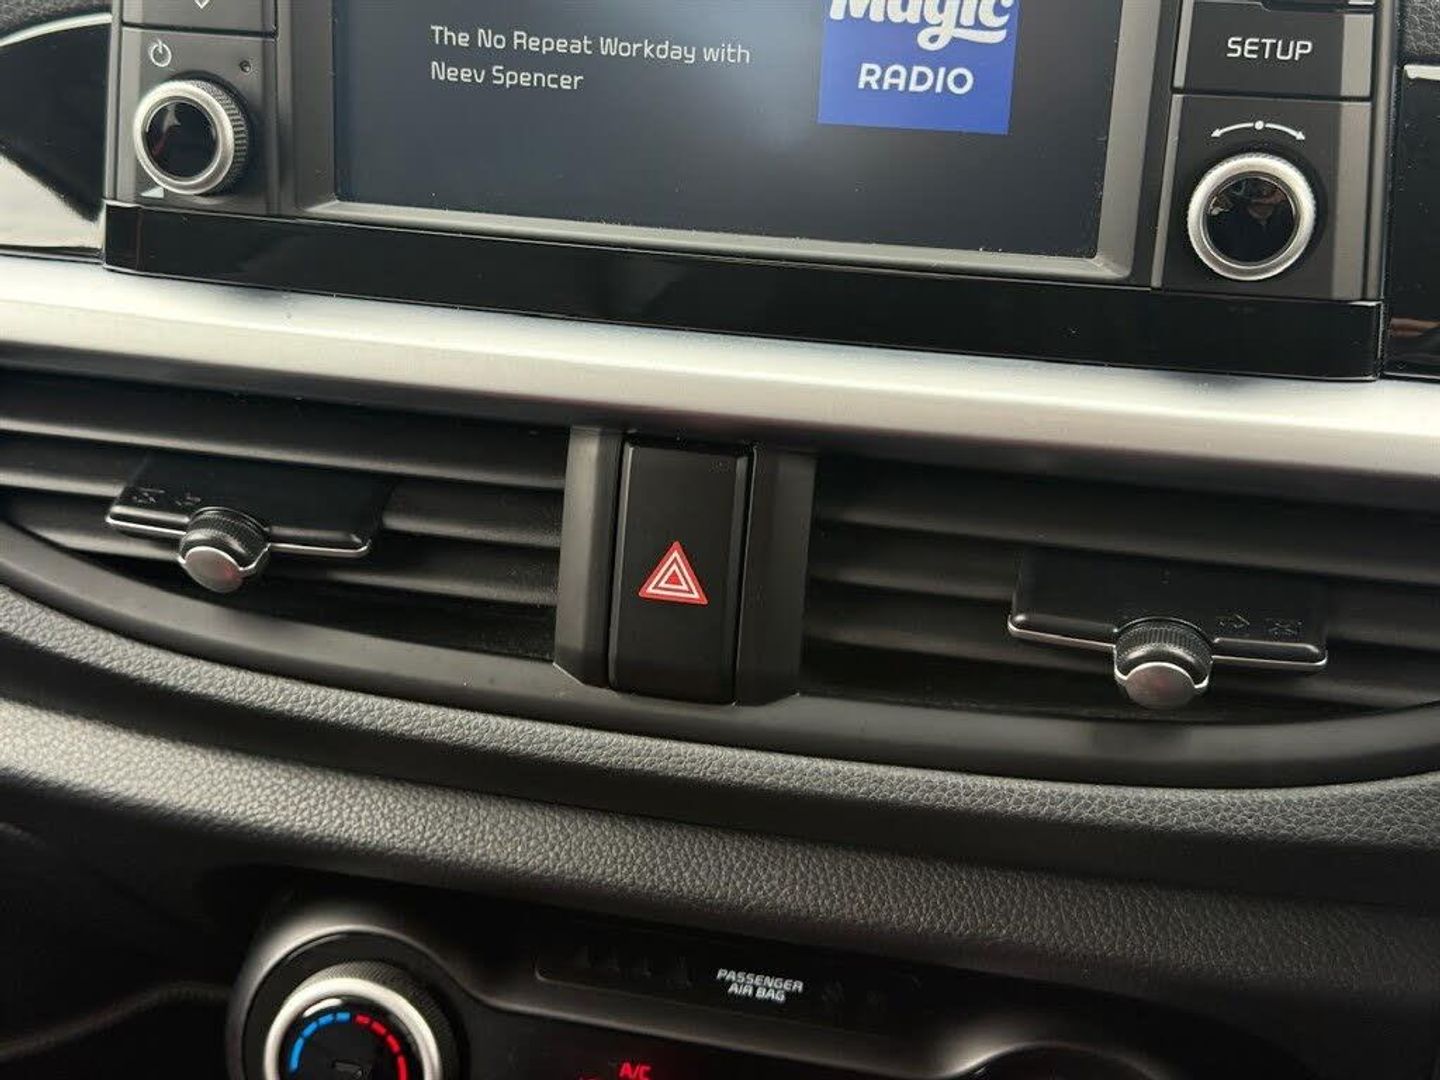 The No Repeat Workday with
Neev Spencer
Magic
RADIO
SETUP
PASSENGER
AIR BAG
A/C